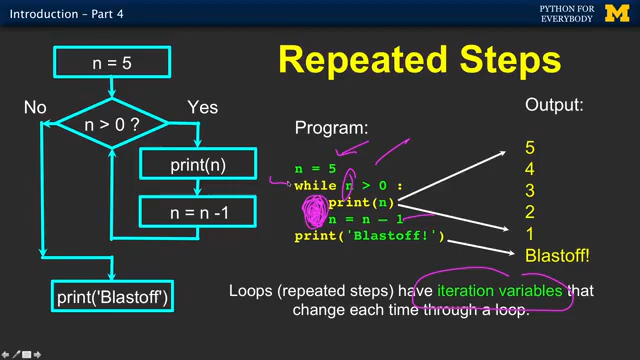 Introduction – Part 4
PYTHON FOR
EVERYBODY
M
Repeated Steps
n = 5
No
Yes
n > 0 ?
print(n)
n = n -1
print('Blastoff')
Program:
n = 5
while n > 0 :
print(n)
n = n – 1
print('Blastoff!')
Output:
5
4
3
2
1
Blastoff!
Loops (repeated steps) have iteration variables that
change each time through a loop.